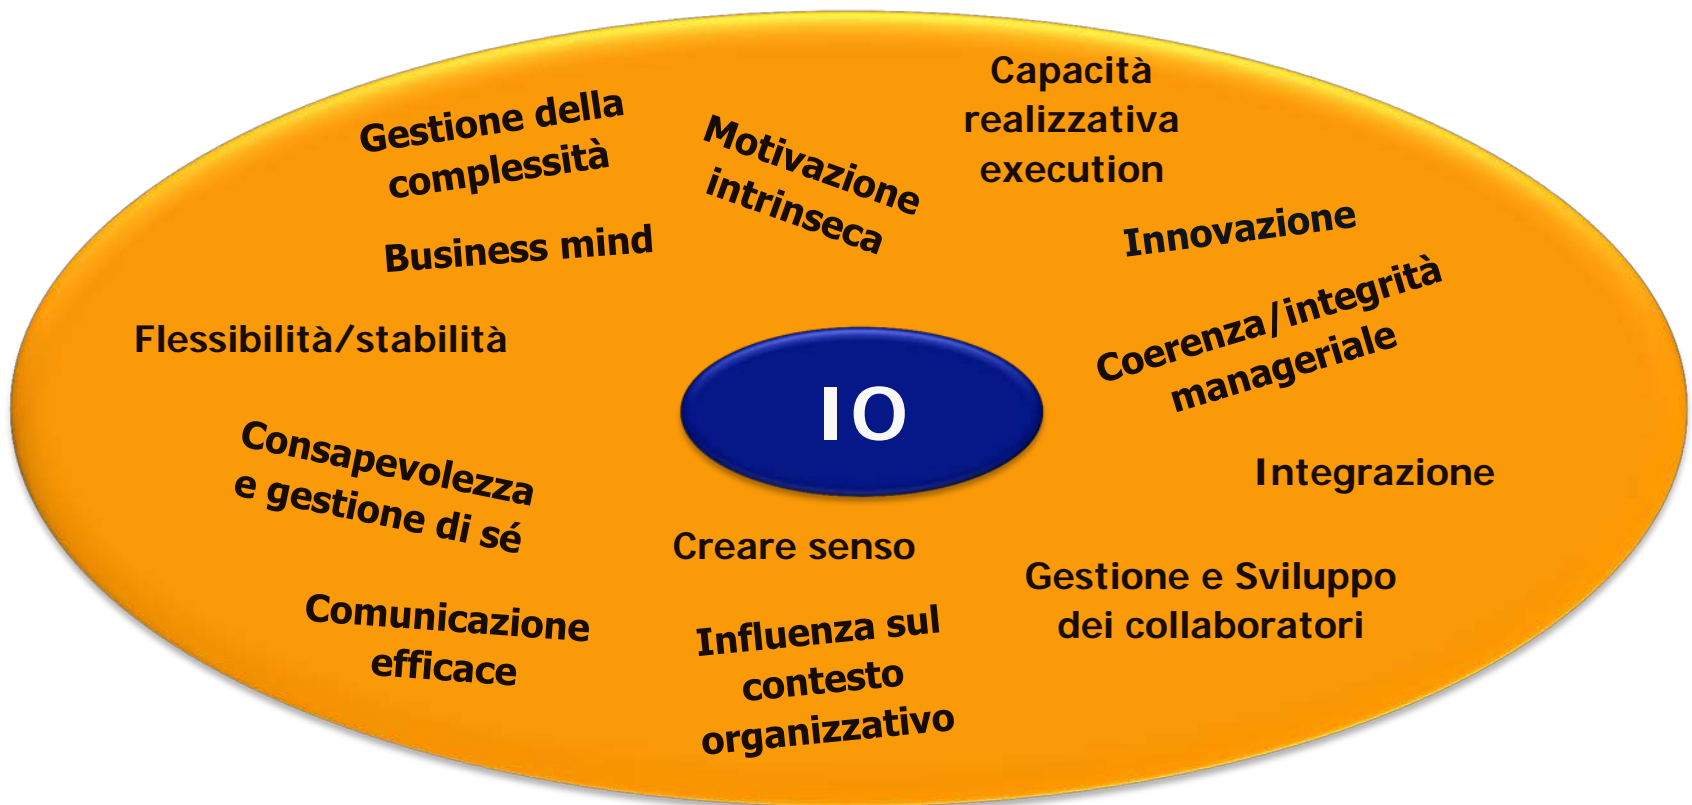 Capacità
realizzativa
execution
Gestione della
complessità
Motivazione
intrinseca
Business mind
Innovazione
Coerenza/integrità
manageriale
Flessibilità/stabilità
IO
Consapevolezza
e gestione di sé
Integrazione
Creare senso
Gestione e Sviluppo
dei collaboratori
Comunicazione
efficace
Influenza sul
contesto
organizzativo